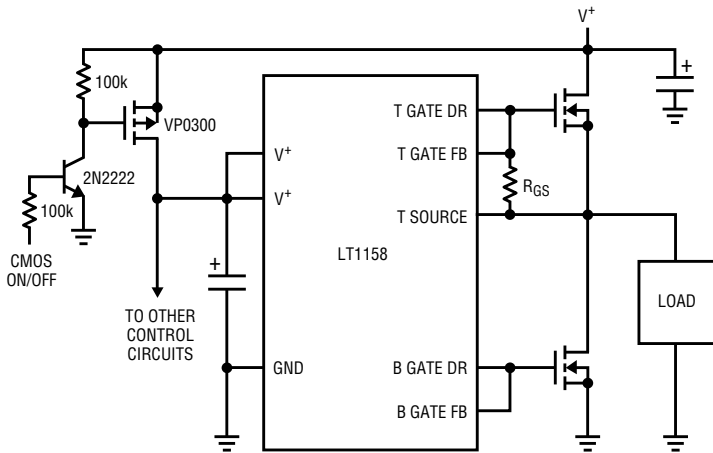 V+
100k
VP0300
2N2222
100k
CMOS
ON/OFF
+
TO OTHER
CONTROL
CIRCUITS
V+
V+
GND
LT1158
T GATE DR
T GATE FB
T SOURCE
B GATE DR
B GATE FB
RGS
+
LOAD